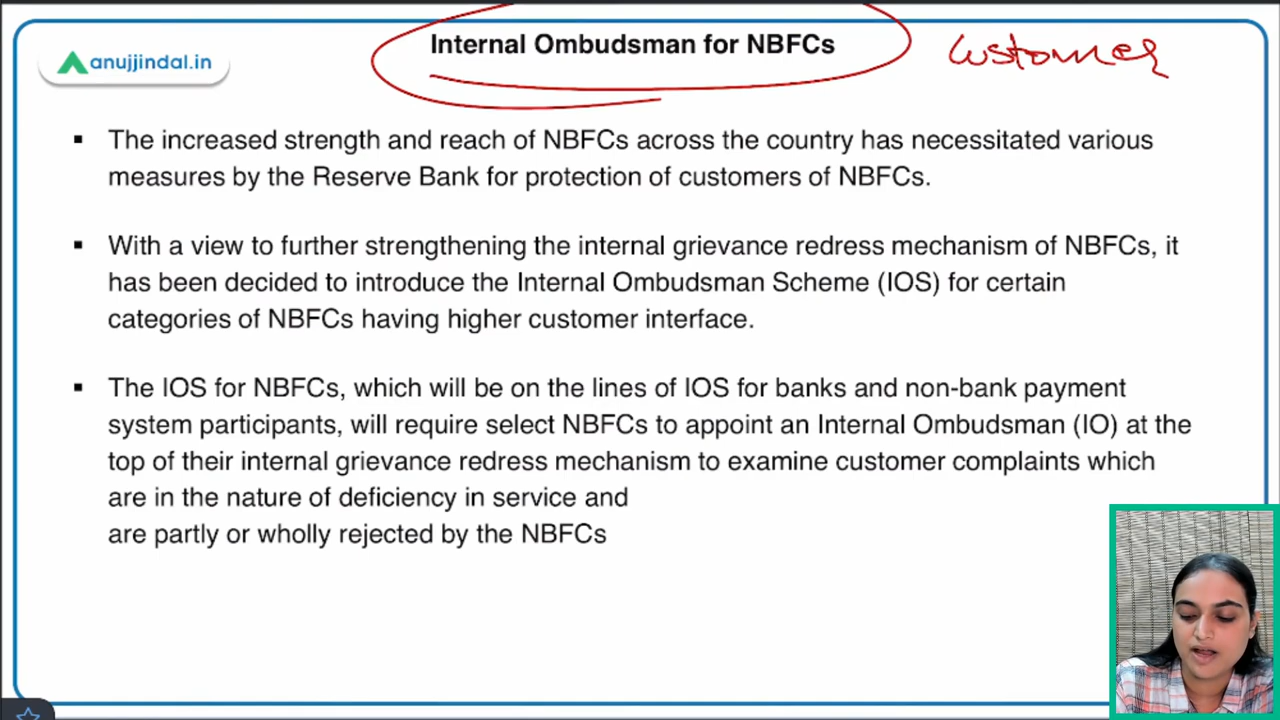 Internal Ombudsman for NBFCs
customer
anujjindal.in
▪ The increased strength and reach of NBFCs across the country has necessitated various
measures by the Reserve Bank for protection of customers of NBFCs.
▪ With a view to further strengthening the internal grievance redress mechanism of NBFCs, it
has been decided to introduce the Internal Ombudsman Scheme (IOS) for certain
categories of NBFCs having higher customer interface.
▪ The IOS for NBFCs, which will be on the lines of IOS for banks and non-bank payment
system participants, will require select NBFCs to appoint an Internal Ombudsman (IO) at the
top of their internal grievance redress mechanism to examine customer complaints which
are in the nature of deficiency in service and
are partly or wholly rejected by the NBFCs